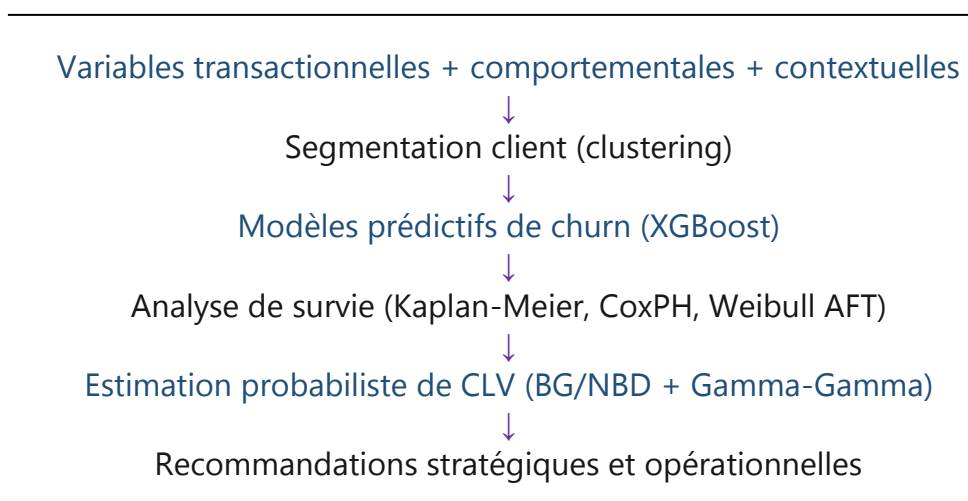 Variables transactionnelles + comportementales + contextuelles
↓
Segmentation client (clustering)
↓
Modèles prédictifs de churn (XGBoost)
↓
Analyse de survie (Kaplan-Meier, CoxPH, Weibull AFT)
↓
Estimation probabiliste de CLV (BG/NBD + Gamma-Gamma)
↓
Recommandations stratégiques et opérationnelles